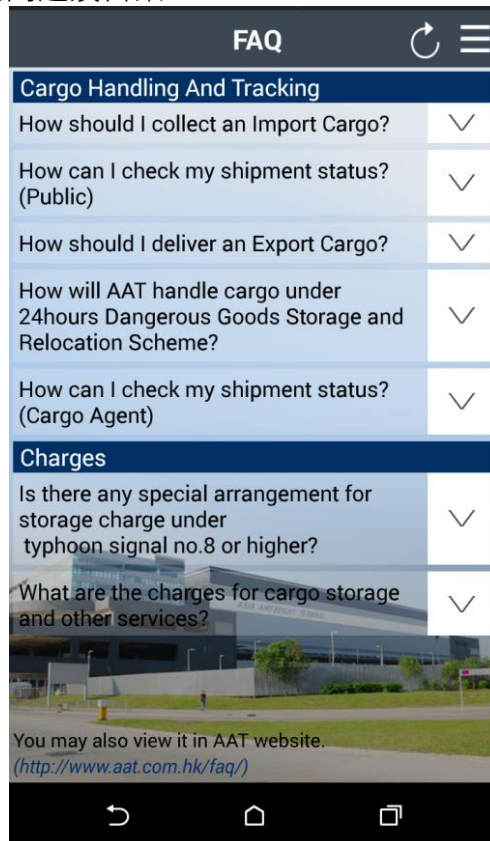 FAQ
Cargo Handling And Tracking
How should I collect an Import Cargo?
How can I check my shipment status?
(Public)
How should I deliver an Export Cargo?
How will AAT handle cargo under
24hours Dangerous Goods Storage and
Relocation Scheme?
How can I check my shipment status?
(Cargo Agent)
Charges
Is there any special arrangement for
storage charge under
typhoon signal no.8 or higher?
What are the charges for cargo storage
and other services?
ASIA AIRFREIGHT TERMINAL
You may also view it in AAT website.
(http://www.aat.com.hk/faq/)